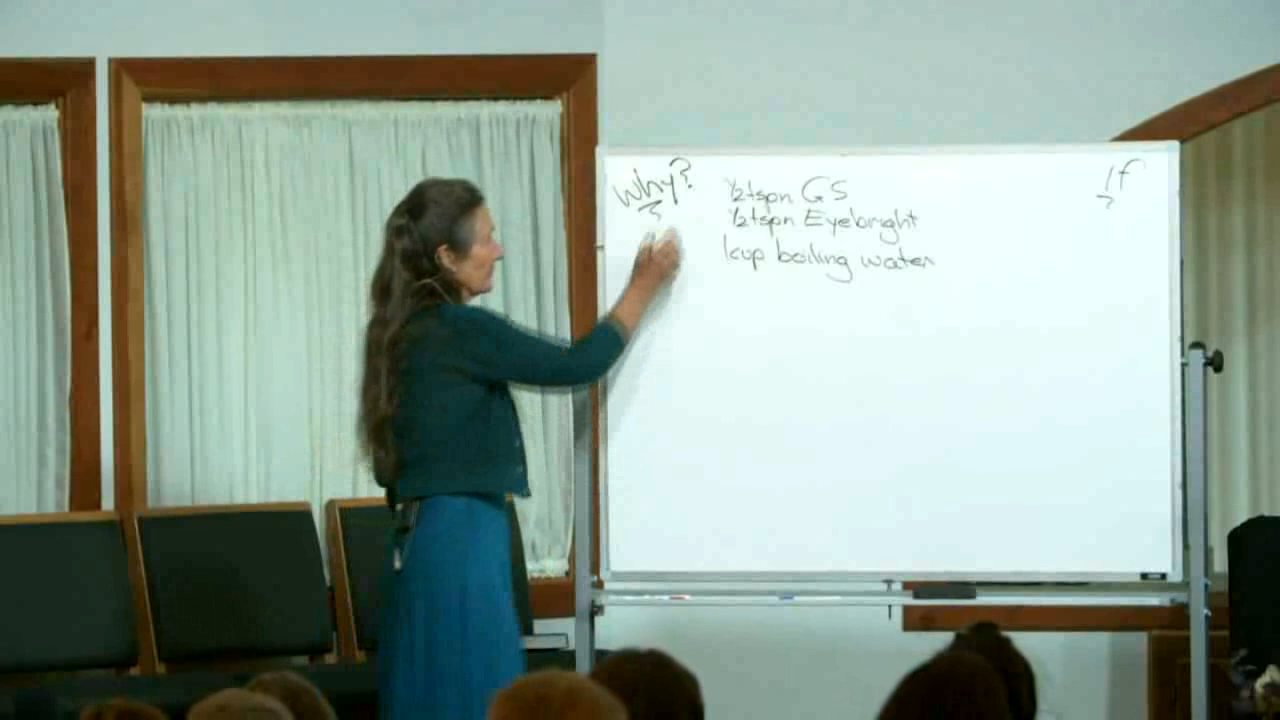 Why?
½tspn GS
½tspn Eyebright
1cup boiling water
If